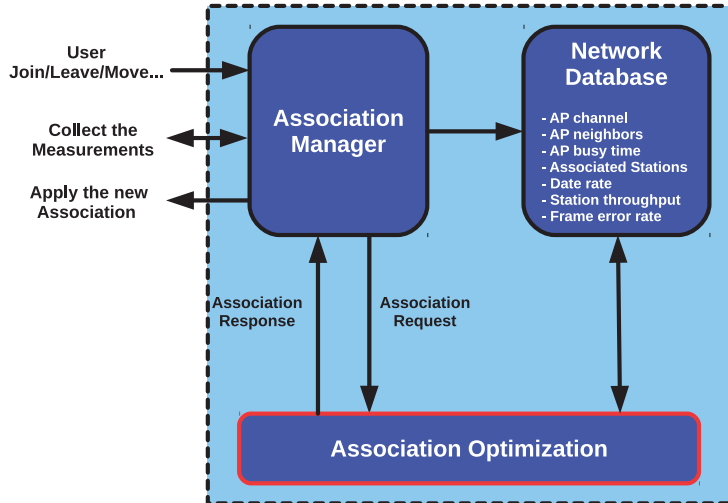 User
Join/Leave/Move...
Collect the
Measurements
Apply the new
Association
Association
Manager
Network
Database
- AP channel
- AP neighbors
- AP busy time
- Associated Stations
- Date rate
- Station throughput
- Frame error rate
Association
Response
Association
Request
Association Optimization